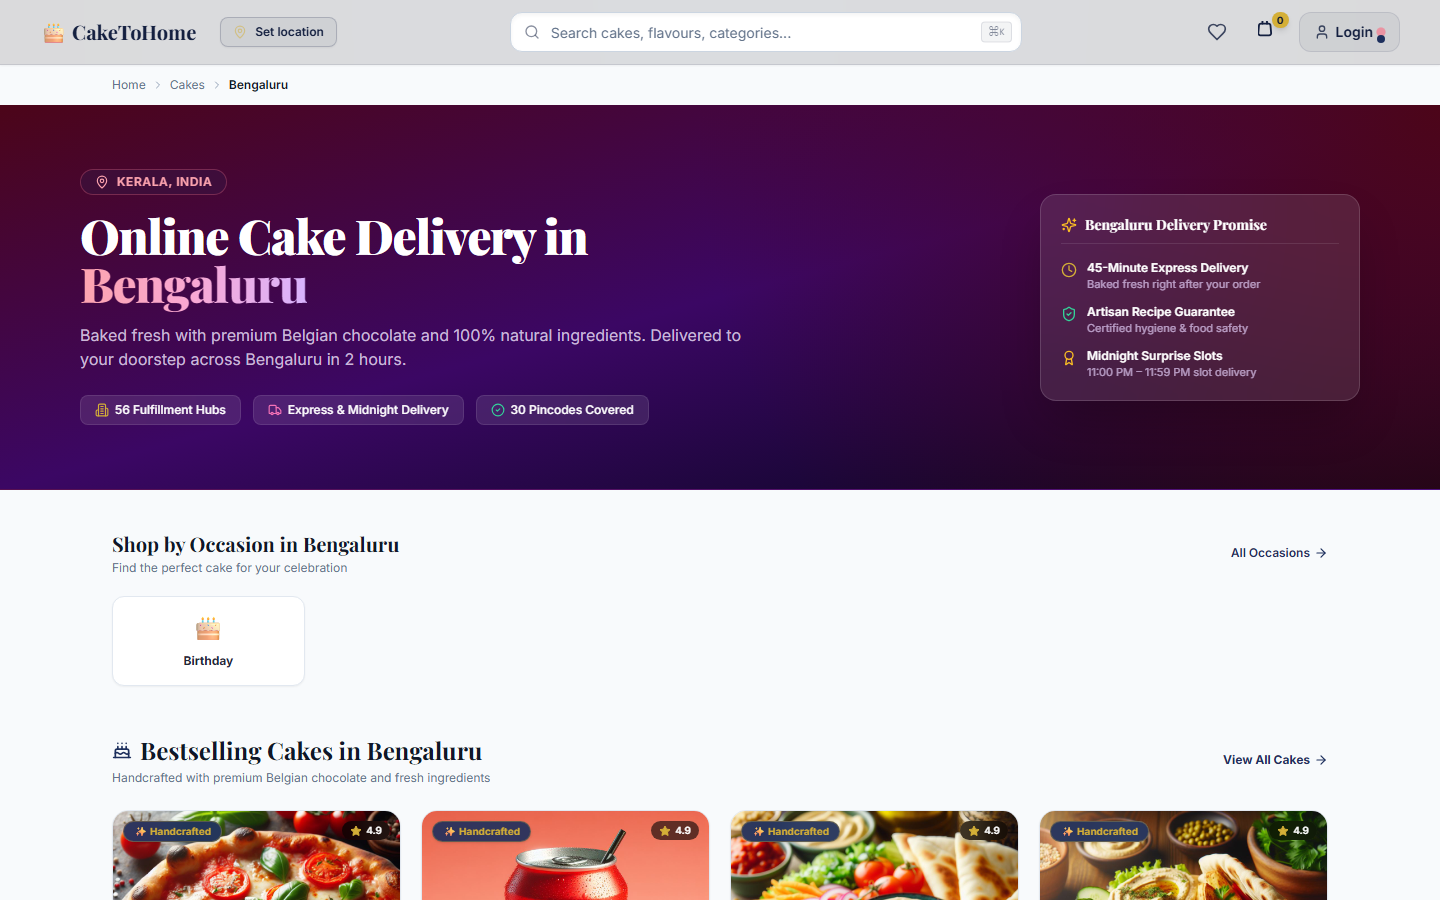 CakeToHome
Set location
Search cakes, flavours, categories...
⌘K
0
Login
Home
Cakes
Bengaluru
KERALA, INDIA
Online Cake Delivery in
Bengaluru
Baked fresh with premium Belgian chocolate and 100% natural ingredients. Delivered to
your doorstep across Bengaluru in 2 hours.
56 Fulfillment Hubs
Express & Midnight Delivery
30 Pincodes Covered
Bengaluru Delivery Promise
45-Minute Express Delivery
Baked fresh right after your order
Artisan Recipe Guarantee
Certified hygiene & food safety
Midnight Surprise Slots
11:00 PM – 11:59 PM slot delivery
Shop by Occasion in Bengaluru
Find the perfect cake for your celebration
All Occasions
Birthday
Bestselling Cakes in Bengaluru
Handcrafted with premium Belgian chocolate and fresh ingredients
View All Cakes
Handcrafted
4.9
Handcrafted
4.9
Handcrafted
4.9
Handcrafted
4.9